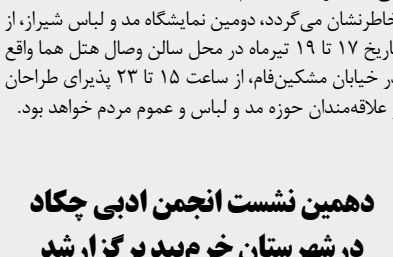 خاطرنشان می‌گردد، دومین نمایشگاه مد و لباس شیراز، از
تاریخ ۱۷ تا ۱۹ تیرماه در محل سالن وصال هتل هما واقع
در خیابان مشکین‌فام، از ساعت ۱۵ تا ۲۳ پذیرای طراحان
و علاقه‌مندان حوزه مد و لباس و عموم مردم خواهد بود.
دهمین نشست انجمن ادبی چکاد
در شهرستان خرم‌بید برگزار شد